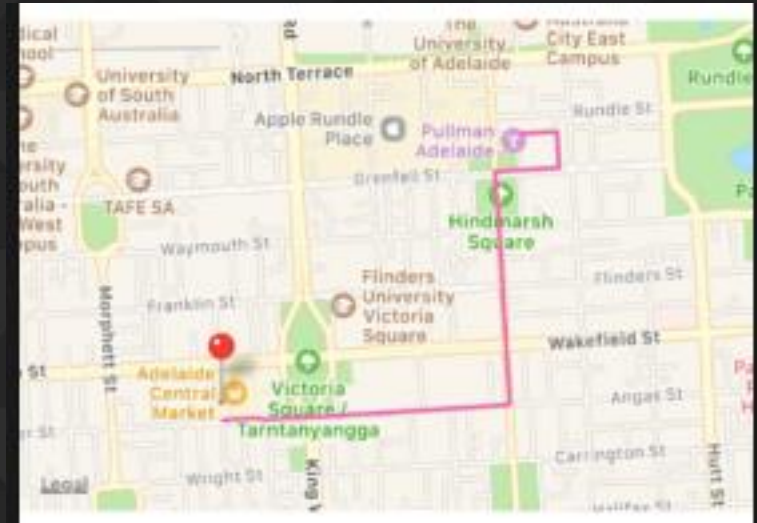 University
of South
Australia
North Terrace
The
University
of Adelaide
City East
Campus
Rundle
Apple Rundle
Place
Pullman
Adelaide
Rundle St
TAFE SA
Grenfell St
Hindmarsh
Square
Waymouth St
Franklin St
Flinders
University
Victoria
Square
Flinders St
Morphett St
Wakefield St
St
Adelaide
Central
Market
Victoria
Square /
Tarntanyangga
Angas St
Carrington St
Wright St
Legal
King
Hutt St